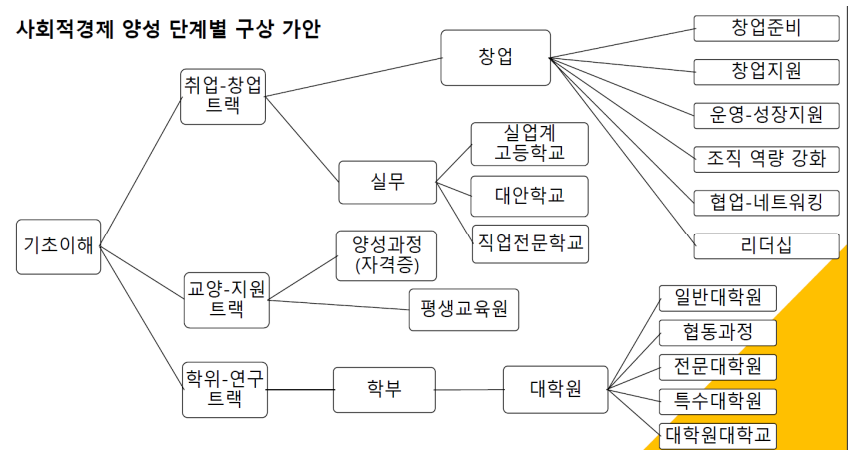 사회적경제 양성 단계별 구상 가안
기초이해
취업-창업
트랙
창업
창업준비
창업지원
운영-성장지원
조직 역량 강화
협업-네트워킹
리더십
실무
실업계
고등학교
대안학교
직업전문학교
교양-지원
트랙
양성과정
(자격증)
평생교육원
학위-연구
트랙
학부
대학원
일반대학원
협동과정
전문대학원
특수대학원
대학원대학교